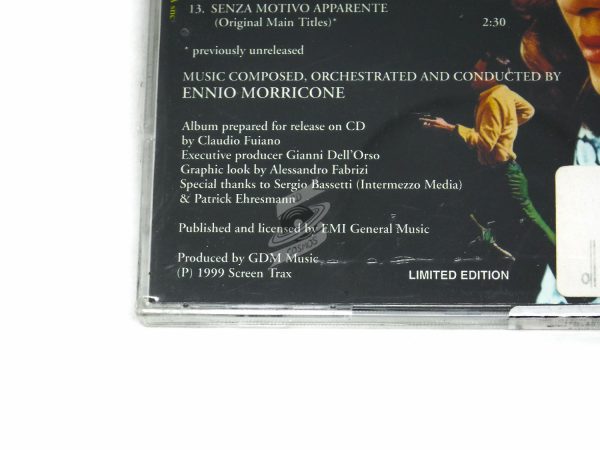 13. SENZA MOTIVO APPARENTE
(Original Main Titles)* 2:30
* previously unreleased
MUSIC COMPOSED, ORCHESTRATED AND CONDUCTED BY
ENNIO MORRICONE
Album prepared for release on CD
by Claudio Fuiano
Executive producer Gianni Dell'Orso
Graphic look by Alessandro Fabrizi
Special thanks to Sergio Bassetti (Intermezzo Media)
& Patrick Ehresmann
Published and licensed by EMI General Music
Produced by GDM Music
(P) 1999 Screen Trax
LIMITED EDITION
COSMOS